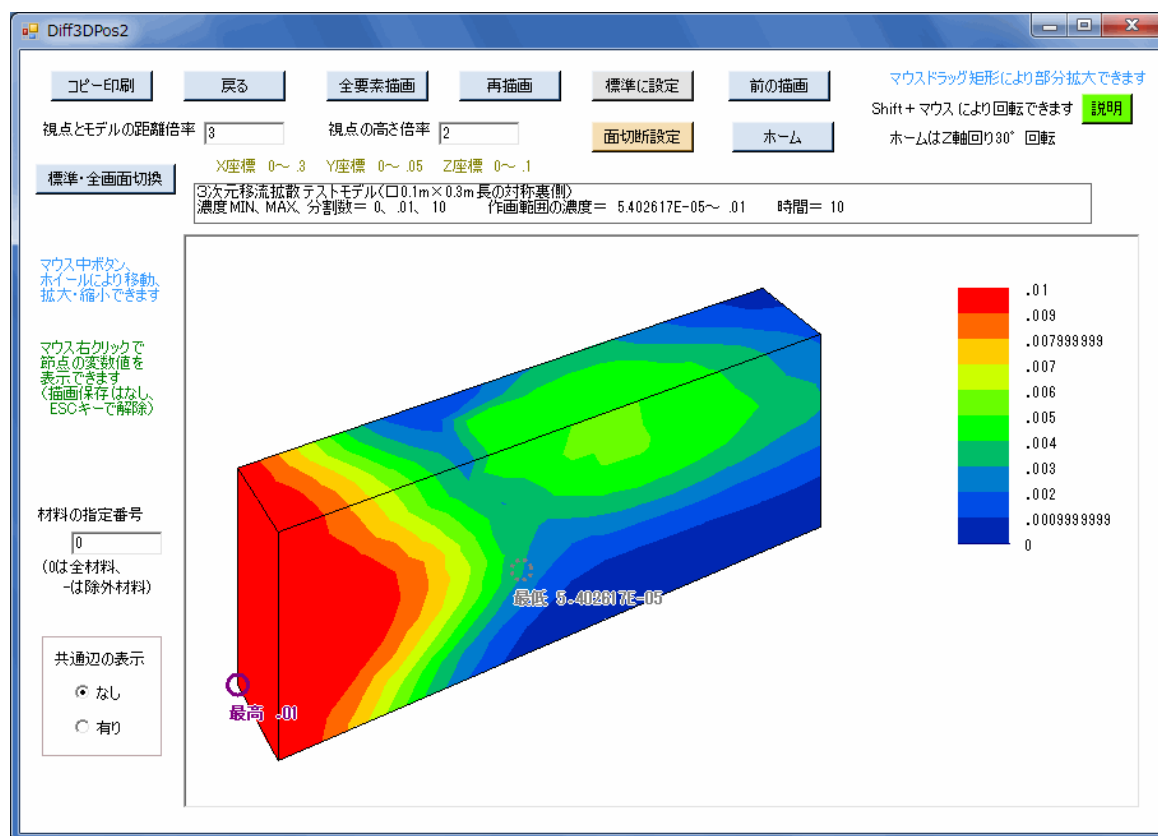 Diff3DPos2
コピー印刷
戻る
全要素描画
再描画
標準に設定
前の描画
マウスドラッグ矩形により部分拡大できます
Shift+マウスにより回転できます
説明
視点とモデルの距離倍率 3
視点の高さ倍率 2
面切断設定
ホーム
ホームはZ軸回り30° 回転
標準・全画面切換
X座標 0～ .3 Y座標 0～ .05 Z座標 0～ .1
3次元移流拡散テストモデル(口0.1m×0.3m長の対称裏側)
濃度MIN、MAX、分割数= 0、 .01、 10 作画範囲の濃度= 5.402617E-05～ .01 時間= 10
マウス中ボタン、
ホイールにより移動、
拡大・縮小できます
マウス右クリックで
節点の変数値を
表示できます
(描画保存はなし、
ESCキーで解除)
材料の指定番号
0
(0は全材料、
-は除外材料)
共通辺の表示
なし
有り
最低 5.402617E-05
最高 .01
.01
.009
.007999999
.007
.006
.005
.004
.003
.002
.0009999999
0